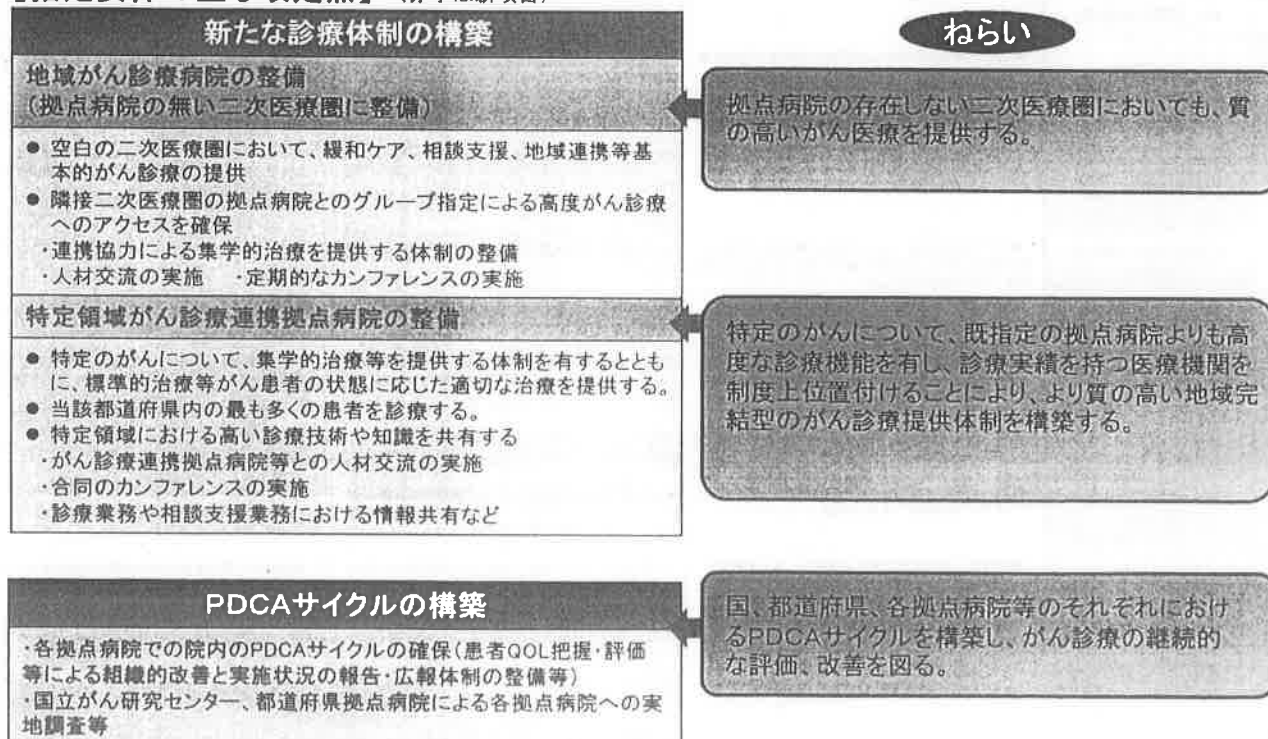 新たな診療体制の構築
ねらい
地域がん診療病院の整備
(拠点病院の無い二次医療圏に整備)
● 空白の二次医療圏において、緩和ケア、相談支援、地域連携等基
本的がん診療の提供
● 隣接二次医療圏の拠点病院とのグループ指定による高度がん診療
へのアクセスを確保
・連携協力による集学的治療を提供する体制の整備
・人材交流の実施 ・定期的なカンファレンスの実施
拠点病院の存在しない二次医療圏においても、質
の高いがん医療を提供する。
特定領域がん診療連携拠点病院の整備
● 特定のがんについて、集学的治療等を提供する体制を有するととも
に、標準的治療等がん患者の状態に応じた適切な治療を提供する。
● 当該都道府県内の最も多くの患者を診療する。
● 特定領域における高い診療技術や知識を共有する
・がん診療連携拠点病院等との人材交流の実施
・合同のカンファレンスの実施
・診療業務や相談支援業務における情報共有など
特定のがんについて、既指定の拠点病院よりも高
度な診療機能を有し、診療実績を持つ医療機関を
制度上位置付けることにより、より質の高い地域完
結型のがん診療提供体制を構築する。
PDCAサイクルの構築
・各拠点病院での院内のPDCAサイクルの確保(患者QOL把握・評価
等による組織的改善と実施状況の報告・広報体制の整備等)
・国立がん研究センター、都道府県拠点病院による各拠点病院への実
地調査等
国、都道府県、各拠点病院等のそれぞれにおけ
るPDCAサイクルを構築し、がん診療の継続的
な評価、改善を図る。